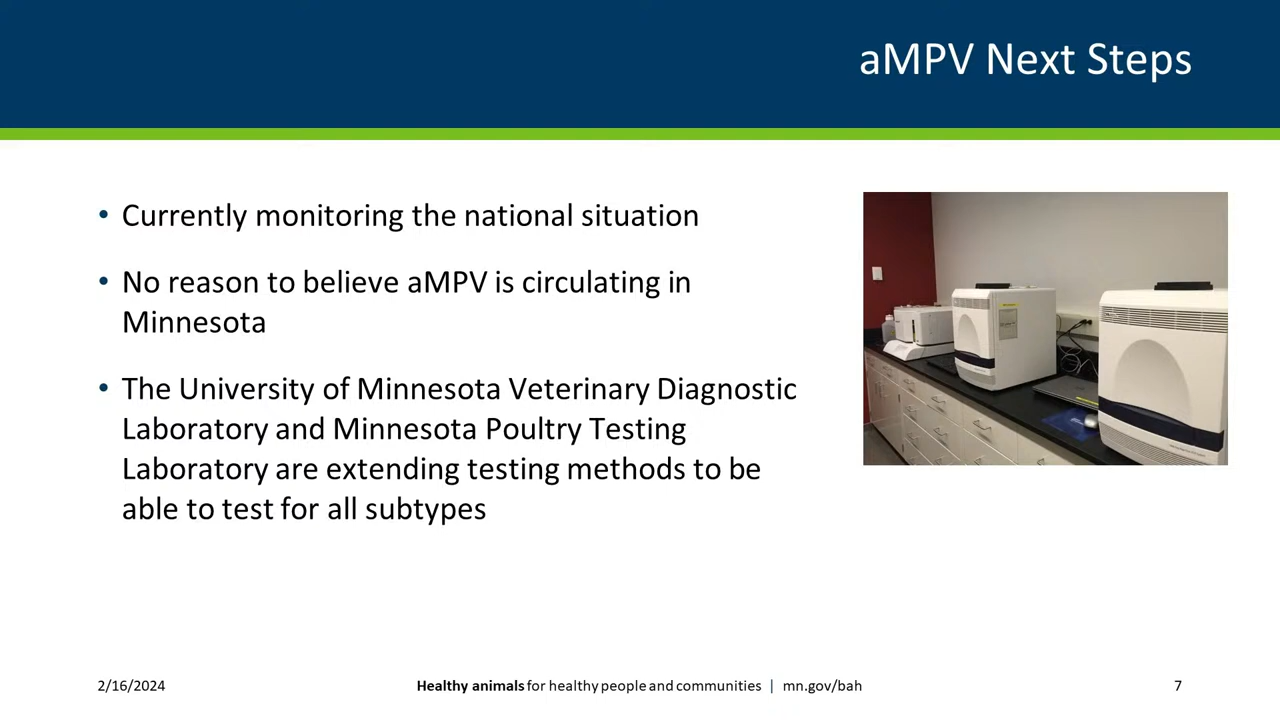 aMPV Next Steps
• Currently monitoring the national situation
• No reason to believe aMPV is circulating in
Minnesota
• The University of Minnesota Veterinary Diagnostic
Laboratory and Minnesota Poultry Testing
Laboratory are extending testing methods to be
able to test for all subtypes
2/16/2024
Healthy animals for healthy people and communities | mn.gov/bah
7